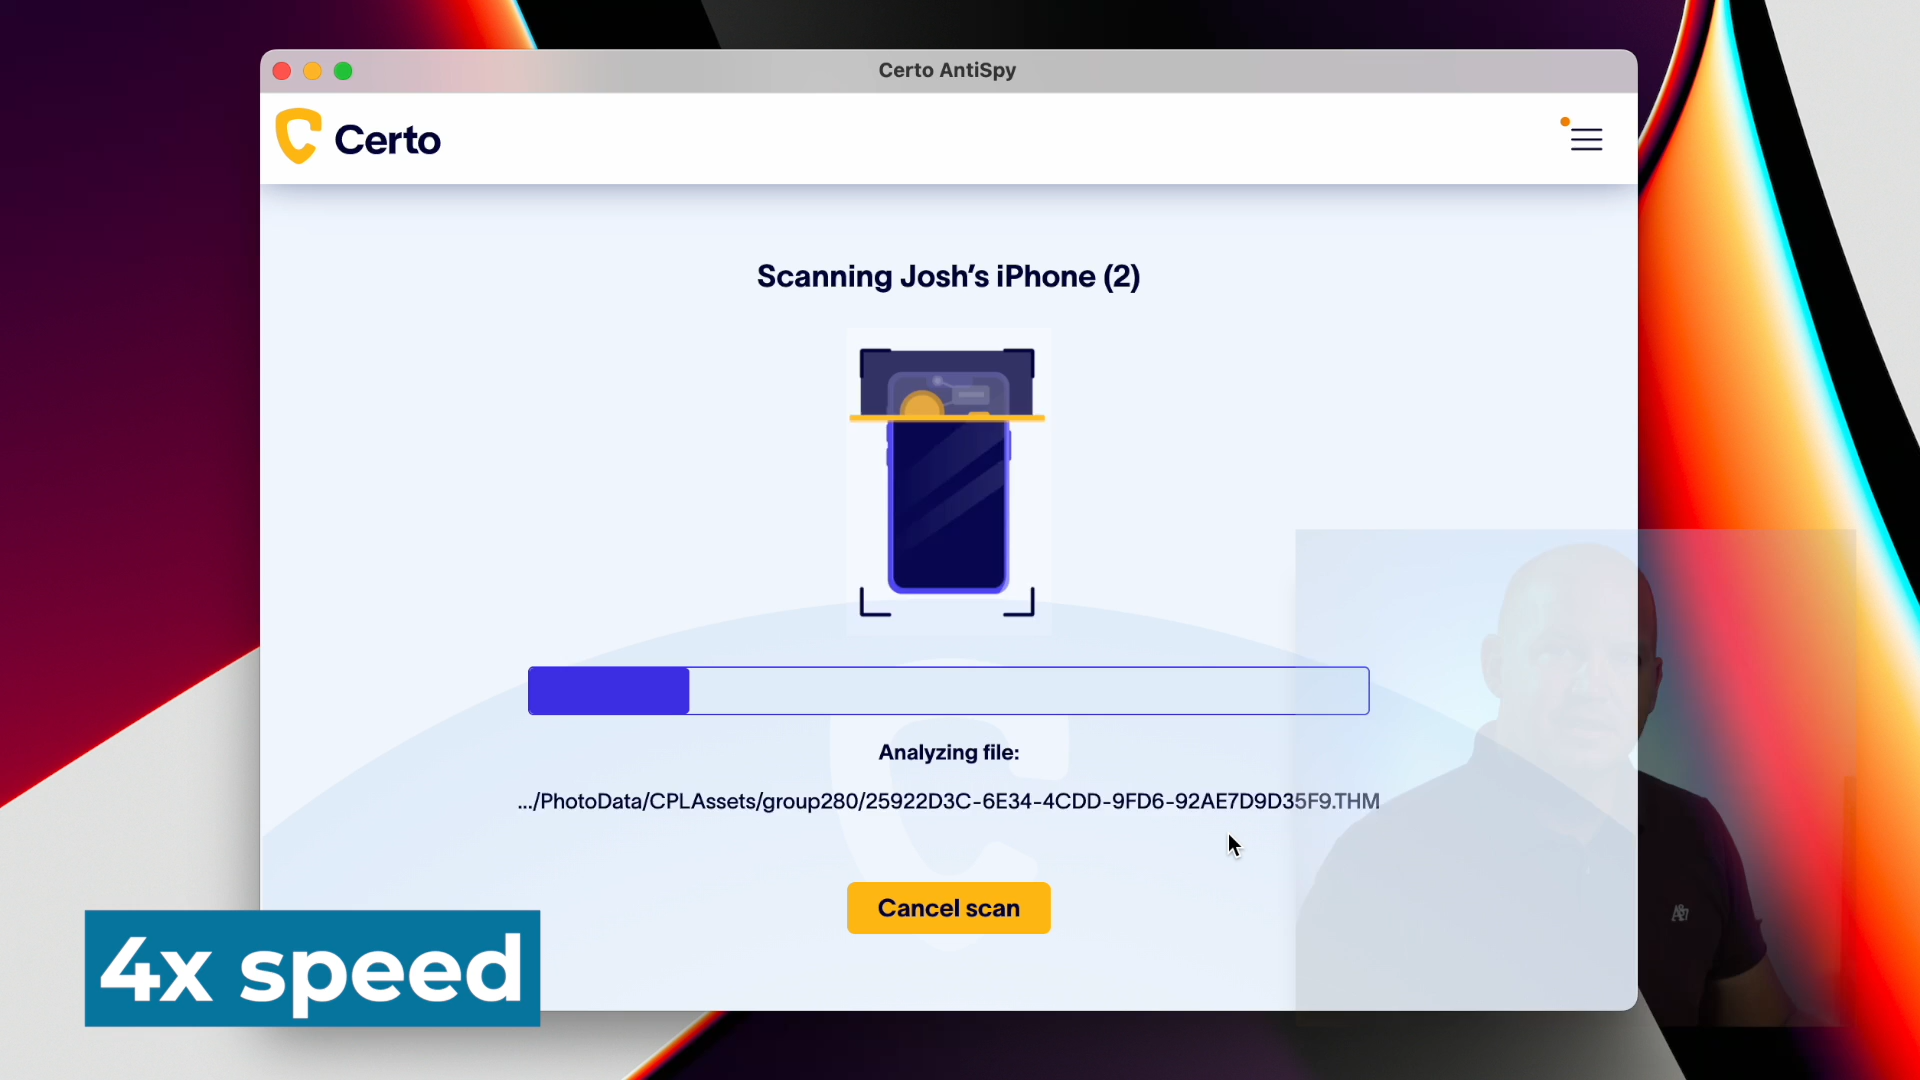 Certo AntiSpy
Certo
Scanning Josh’s iPhone (2)
Analyzing file:
.../PhotoData/CPLAssets/group280/25922D3C-6E34-4CDD-9FD6-92AE7D9D35F9.THM
Cancel scan
4x speed